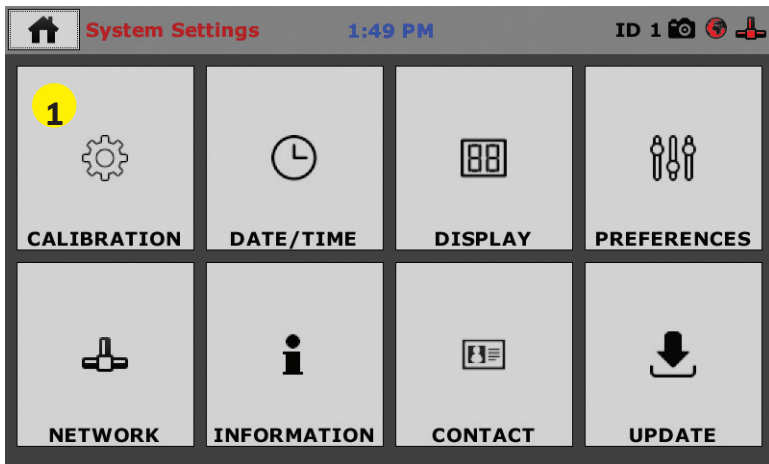 System Settings 1:49 PM ID 1
1
CALIBRATION DATE/TIME DISPLAY PREFERENCES
NETWORK INFORMATION CONTACT UPDATE